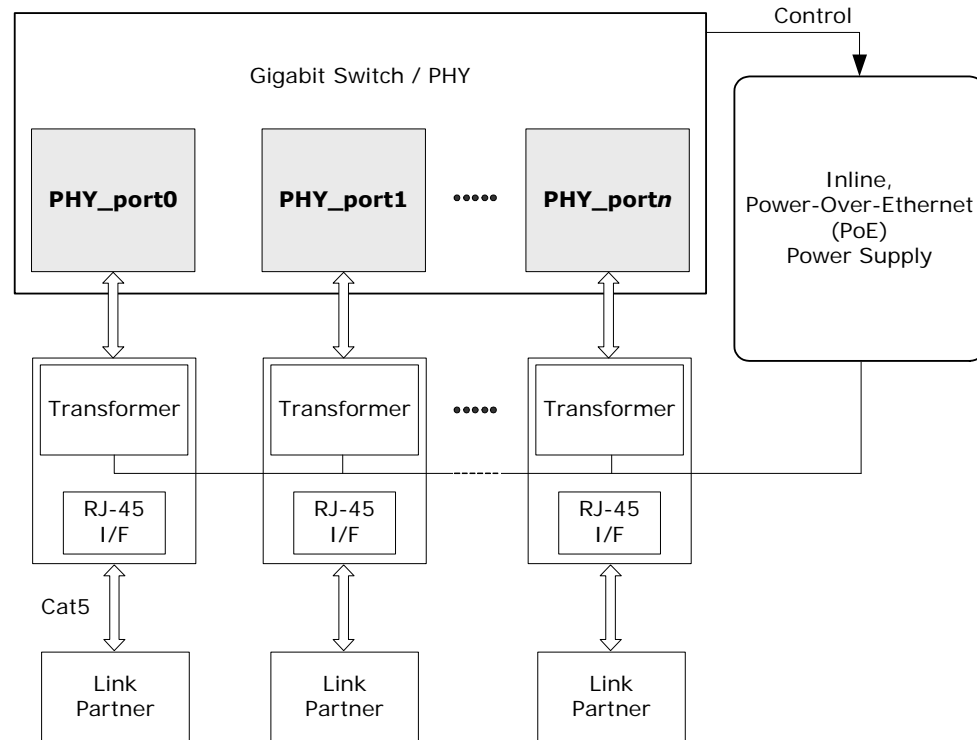 Control
Gigabit Switch / PHY
PHY_port0
PHY_port1
PHY_portn
Inline,
Power-Over-Ethernet
(PoE)
Power Supply
Transformer
Transformer
Transformer
RJ-45
I/F
RJ-45
I/F
RJ-45
I/F
Cat5
Link
Partner
Link
Partner
Link
Partner